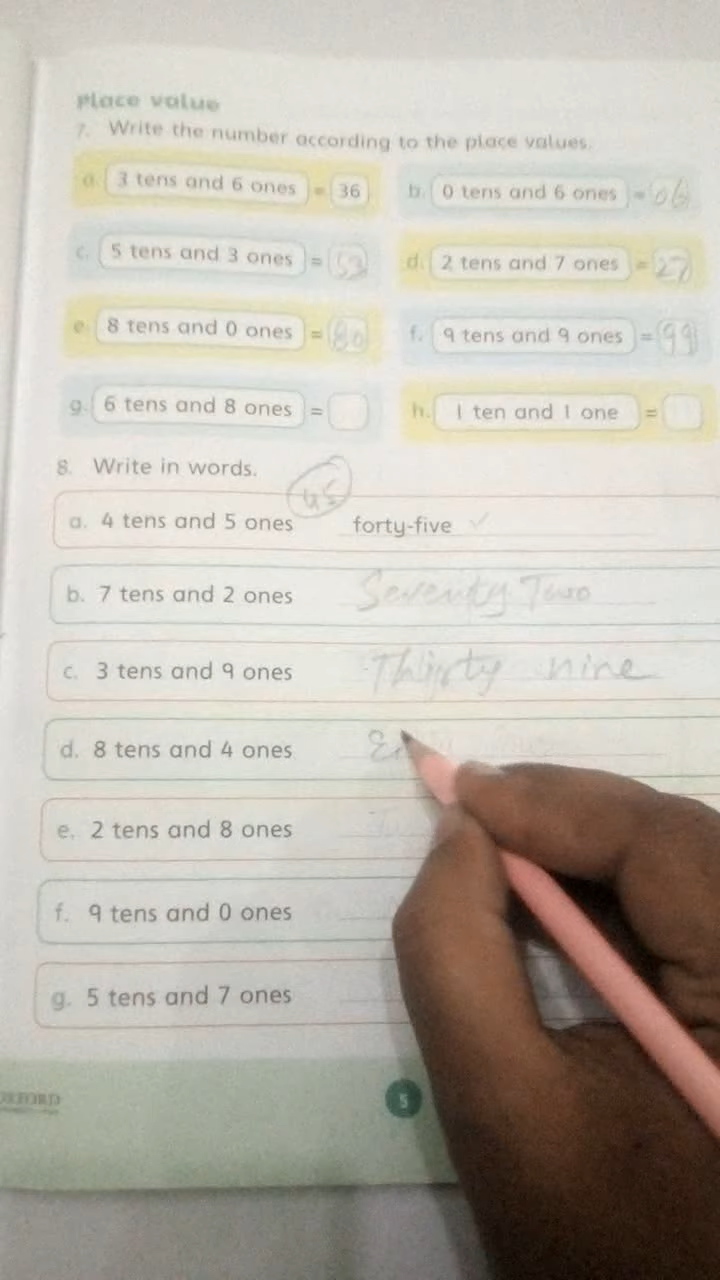 Place value
7. Write the number according to the place values.
a. 3 tens and 6 ones = 36 b. 0 tens and 6 ones = 06
c. 5 tens and 3 ones = 53 d. 2 tens and 7 ones = 27
e. 8 tens and 0 ones = 80 f. 9 tens and 9 ones = 99
g. 6 tens and 8 ones = h. 1 ten and 1 one =
8. Write in words.
45
a. 4 tens and 5 ones forty-five
b. 7 tens and 2 ones Seventy Two
c. 3 tens and 9 ones Thirty nine
d. 8 tens and 4 ones
e. 2 tens and 8 ones
f. 9 tens and 0 ones
g. 5 tens and 7 ones
OXFORD
5